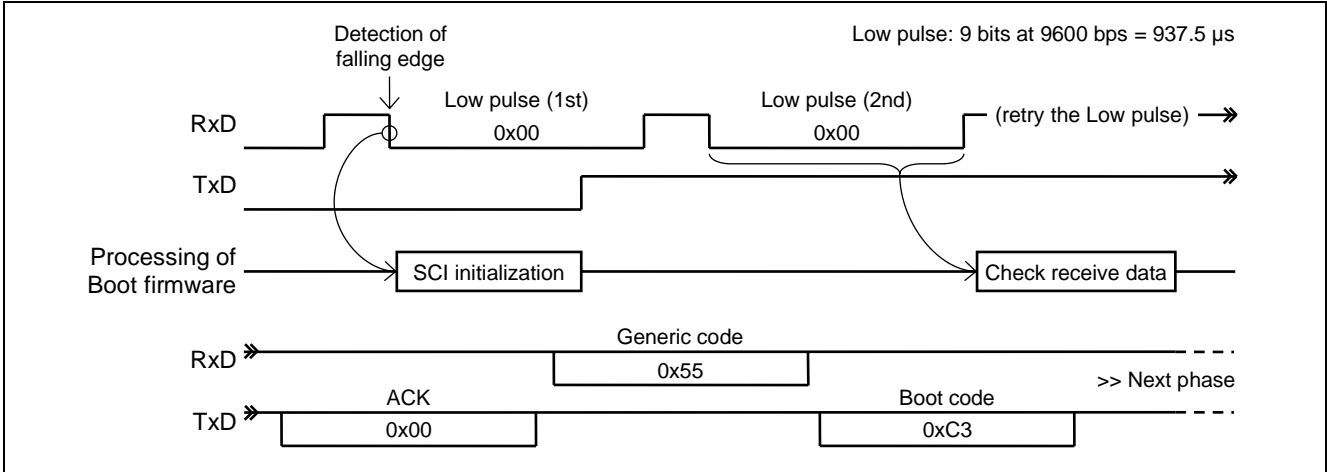 Detection of
falling edge
Low pulse: 9 bits at 9600 bps = 937.5 µs
Low pulse (1st)
Low pulse (2nd)
RxD
0x00
0x00
(retry the Low pulse)
TxD
Processing of
Boot firmware
SCI initialization
Check receive data
Generic code
RxD
0x55
>> Next phase
ACK
Boot code
TxD
0x00
0xC3